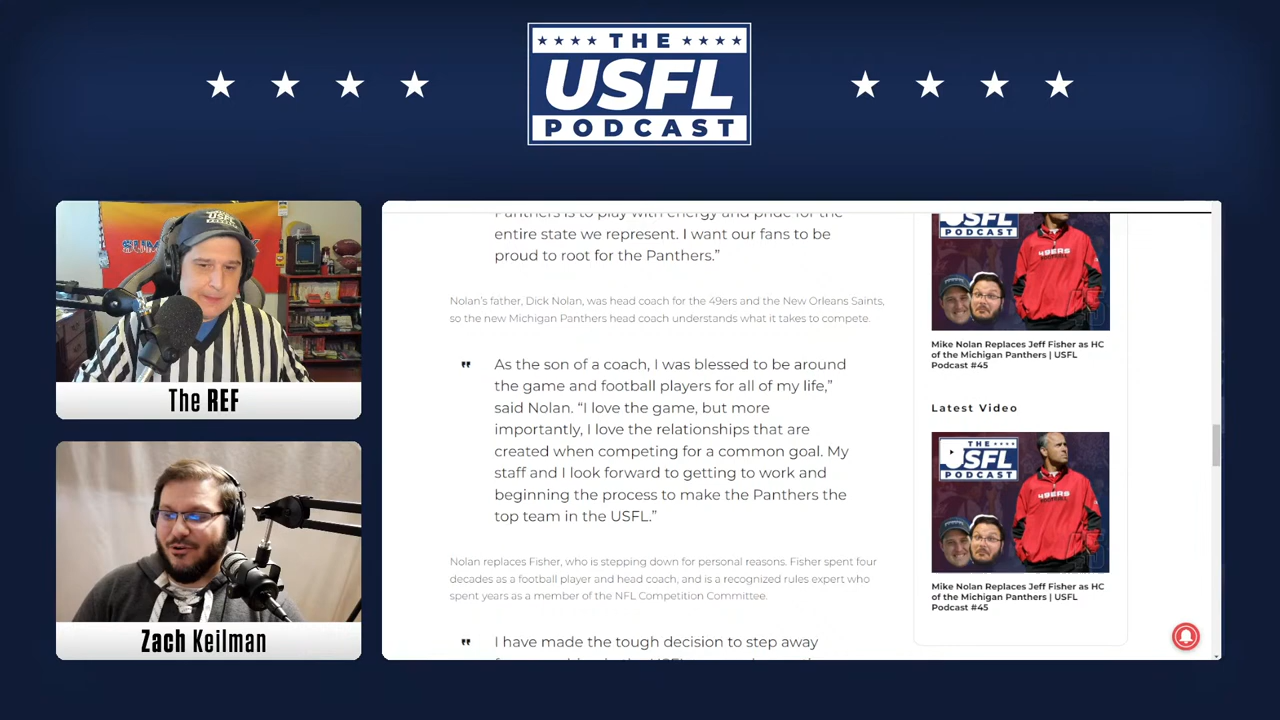 ★ ★ ★ ★ THE ★ ★ ★ ★
USFL
PODCAST
The REF
Zach Keilman
Panthers is to play with energy and pride for the
entire state we represent. I want our fans to be
proud to root for the Panthers.”
Nolan’s father, Dick Nolan, was head coach for the 49ers and the New Orleans Saints,
so the new Michigan Panthers head coach understands what it takes to compete.
As the son of a coach, I was blessed to be around
the game and football players for all of my life,”
said Nolan. “I love the game, but more
importantly, I love the relationships that are
created when competing for a common goal. My
staff and I look forward to getting to work and
beginning the process to make the Panthers the
top team in the USFL.”
Nolan replaces Fisher, who is stepping down for personal reasons. Fisher spent four
decades as a football player and head coach, and is a recognized rules expert who
spent years as a member of the NFL Competition Committee.
I have made the tough decision to step away
USFL
PODCAST
49ERS
Mike Nolan Replaces Jeff Fisher as HC
of the Michigan Panthers | USFL
Podcast #45
Latest Video
THE
USFL
PODCAST
49ERS
Mike Nolan Replaces Jeff Fisher as HC
of the Michigan Panthers | USFL
Podcast #45